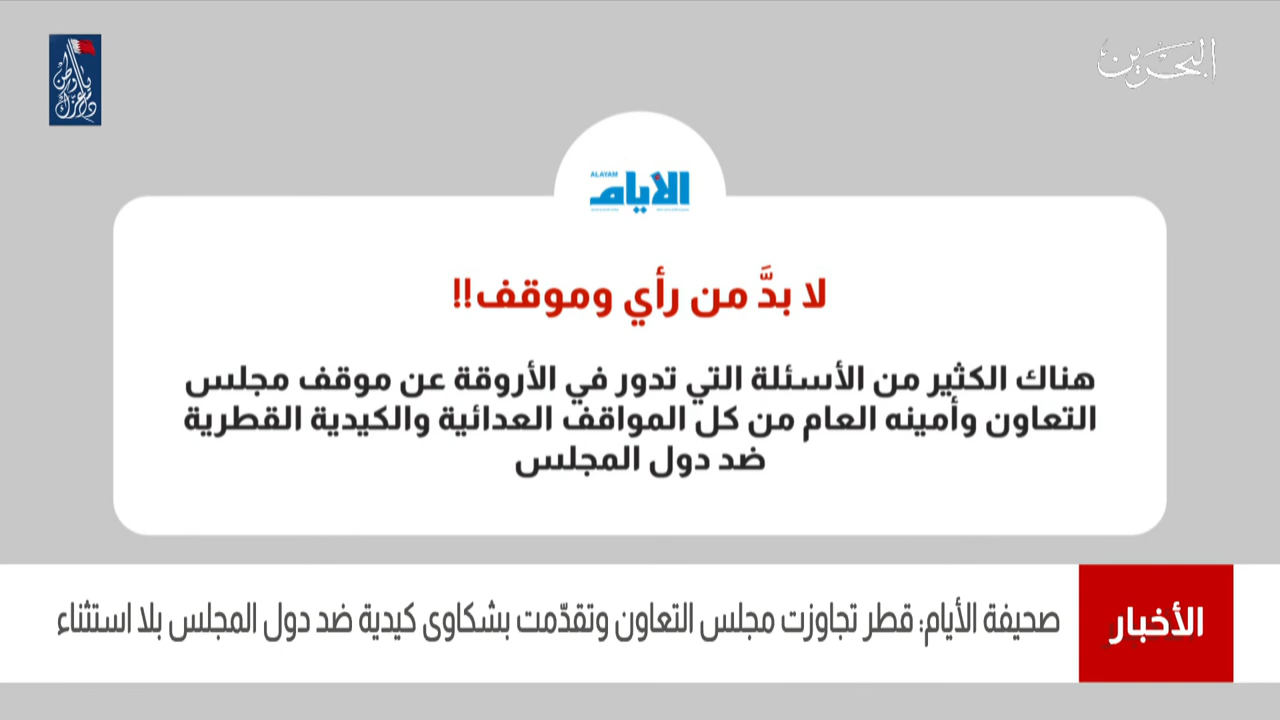 البحرين
ALAYAM
الأيام
لا بدَّ من رأي وموقف!!
هناك الكثير من الأسئلة التي تدور في الأروقة عن موقف مجلس
التعاون وأمينه العام من كل المواقف العدائية والكيدية القطرية
ضد دول المجلس
الأخبار
صحيفة الأيام: قطر تجاوزت مجلس التعاون وتقدّمت بشكاوى كيدية ضد دول المجلس بلا استثناء